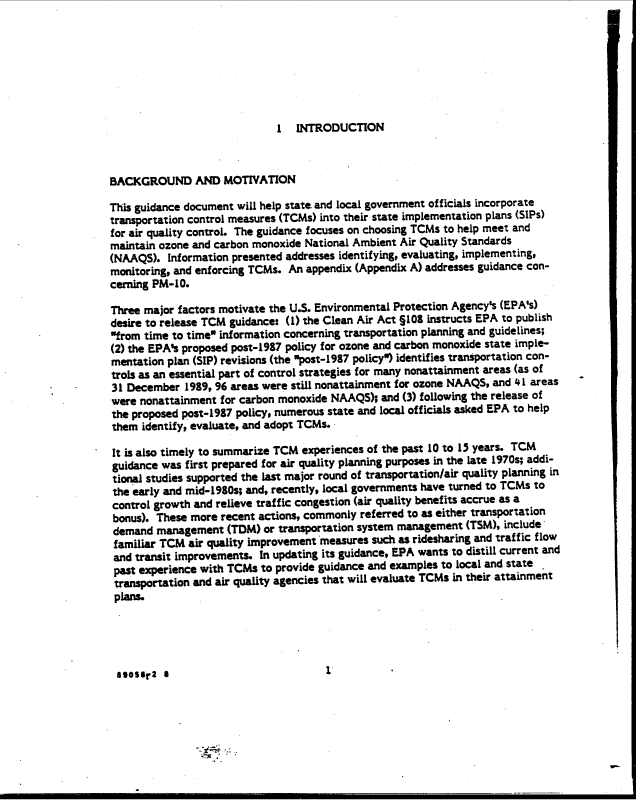 1 INTRODUCTION
BACKGROUND AND MOTIVATION
This guidance document will help state and local government officials incorporate
transportation control measures (TCMs) into their state implementation plans (SIPs)
for air quality control. The guidance focuses on choosing TCMs to help meet and
maintain ozone and carbon monoxide National Ambient Air Quality Standards
(NAAQS). Information presented addresses identifying, evaluating, implementing,
monitoring, and enforcing TCMs. An appendix (Appendix A) addresses guidance con-
cerning PM-10.
Three major factors motivate the U.S. Environmental Protection Agency's (EPA's)
desire to release TCM guidance: (1) the Clean Air Act §108 instructs EPA to publish
"from time to time" information concerning transportation planning and guidelines;
(2) the EPA's proposed post-1987 policy for ozone and carbon monoxide state imple-
mentation plan (SIP) revisions (the "post-1987 policy") identifies transportation con-
trols as an essential part of control strategies for many nonattainment areas (as of
31 December 1989, 96 areas were still nonattainment for ozone NAAQS, and 41 areas
were nonattainment for carbon monoxide NAAQS); and (3) following the release of
the proposed post-1987 policy, numerous state and local officials asked EPA to help
them identify, evaluate, and adopt TCMs.
It is also timely to summarize TCM experiences of the past 10 to 15 years. TCM
guidance was first prepared for air quality planning purposes in the late 1970s; addi-
tional studies supported the last major round of transportation/air quality planning in
the early and mid-1980s; and, recently, local governments have turned to TCMs to
control growth and relieve traffic congestion (air quality benefits accrue as a
bonus). These more recent actions, commonly referred to as either transportation
demand management (TDM) or transportation system management (TSM), include
familiar TCM air quality improvement measures such as ridesharing and traffic flow
and transit improvements. In updating its guidance, EPA wants to distill current and
past experience with TCMs to provide guidance and examples to local and state
transportation and air quality agencies that will evaluate TCMs in their attainment
plans.
89058r2 8
1